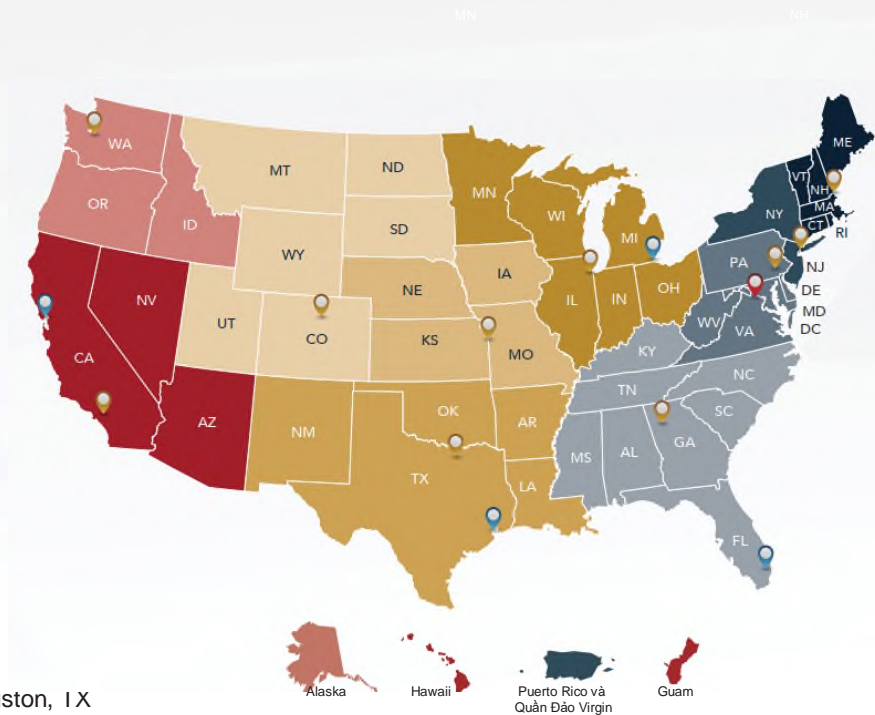 MN NH
ME
WA
VT
MT
ND
NH
MN
OR
MA
NY
WI
ID
CT
SD
RI
MI
WY
PA
NJ
IA
NE
OH
DE
NV
IL
IN
MD
UT
WV
DC
CO
VA
KS
KY
MO
CA
NC
TN
OK
AR
SC
AZ
NM
GA
MS
AL
TX
LA
FL
Alaska
Hawaii
Puerto Rico và
Quần Đảo Virgin
Guam
ston, TX